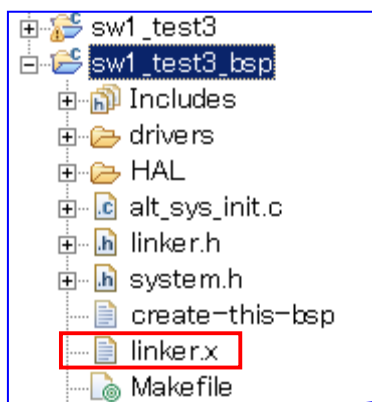 sw1_test3
sw1_test3_bsp
Includes
drivers
HAL
alt_sys_init.c
linker.h
system.h
create-this-bsp
linker.x
Makefile